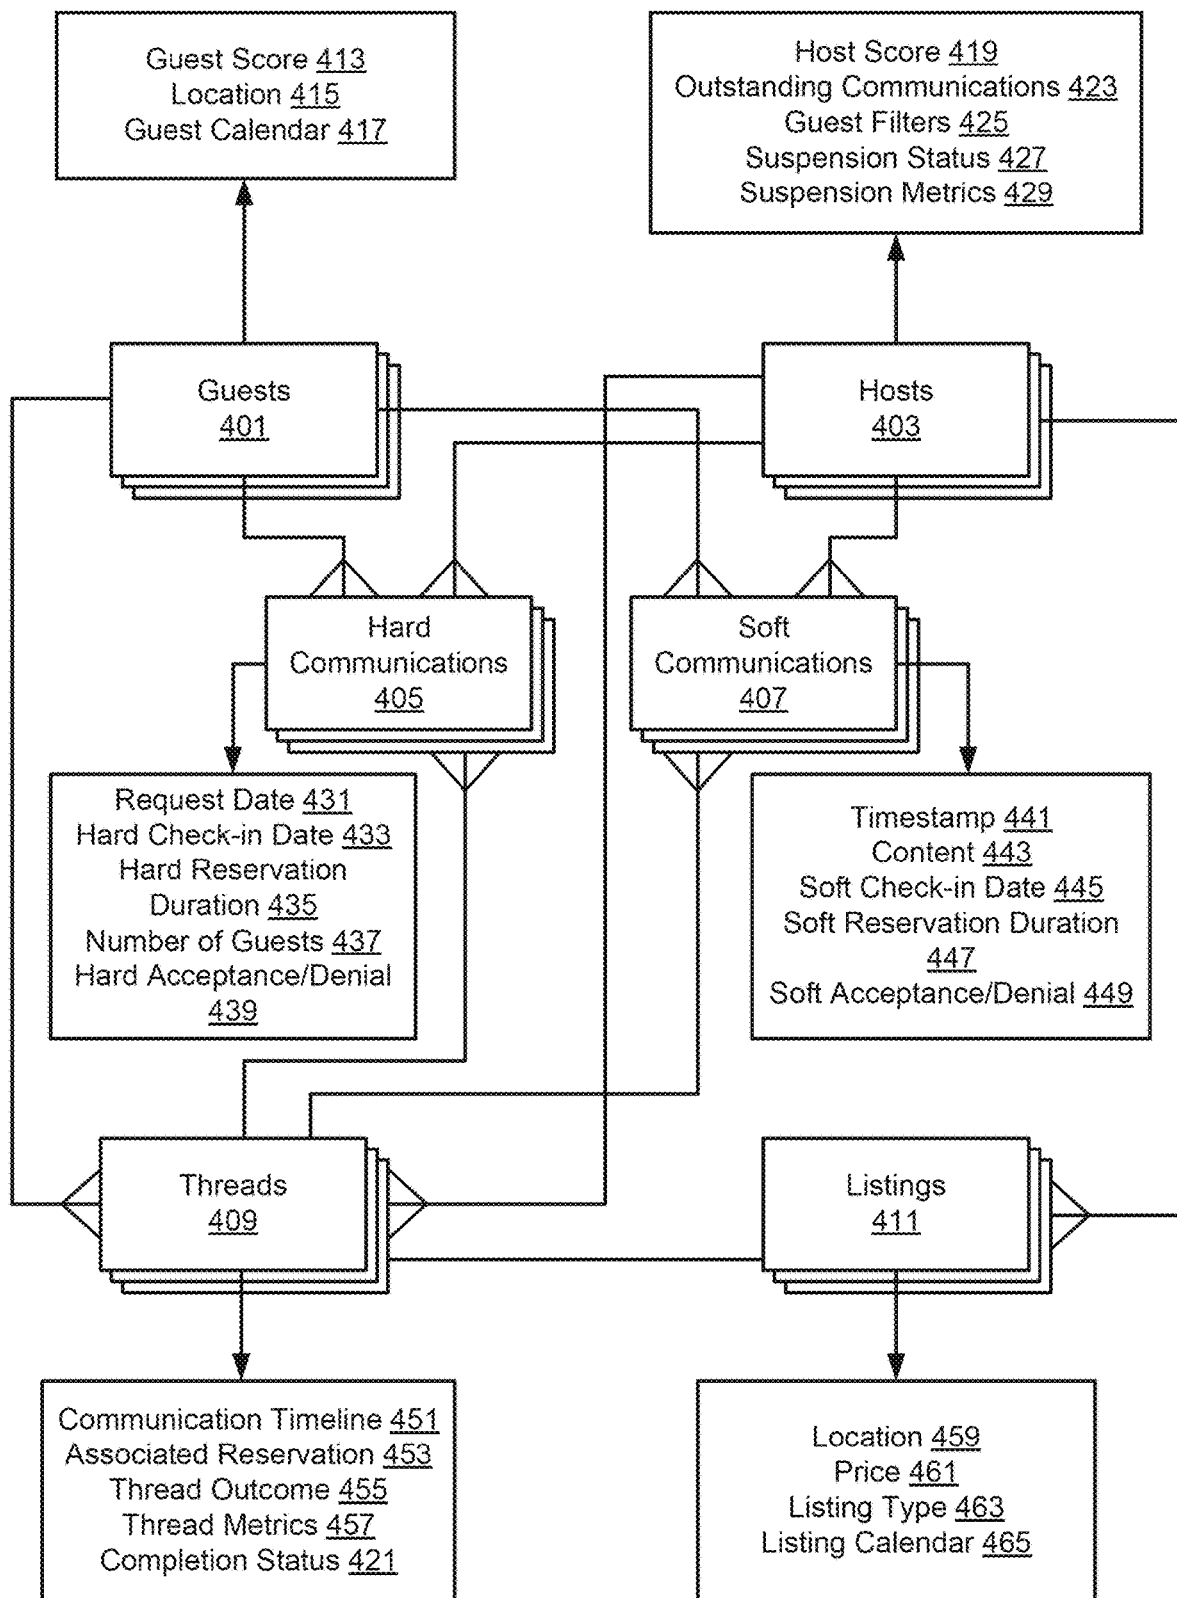 Guest Score 413
Location 415
Guest Calendar 417
Host Score 419
Outstanding Communications 423
Guest Filters 425
Suspension Status 427
Suspension Metrics 429
Guests
401
Hosts
403
Hard
Communications
405
Soft
Communications
407
Request Date 431
Hard Check-in Date 433
Hard Reservation
Duration 435
Number of Guests 437
Hard Acceptance/Denial
439
Timestamp 441
Content 443
Soft Check-in Date 445
Soft Reservation Duration
447
Soft Acceptance/Denial 449
Threads
409
Listings
411
Communication Timeline 451
Associated Reservation 453
Thread Outcome 455
Thread Metrics 457
Completion Status 421
Location 459
Price 461
Listing Type 463
Listing Calendar 465